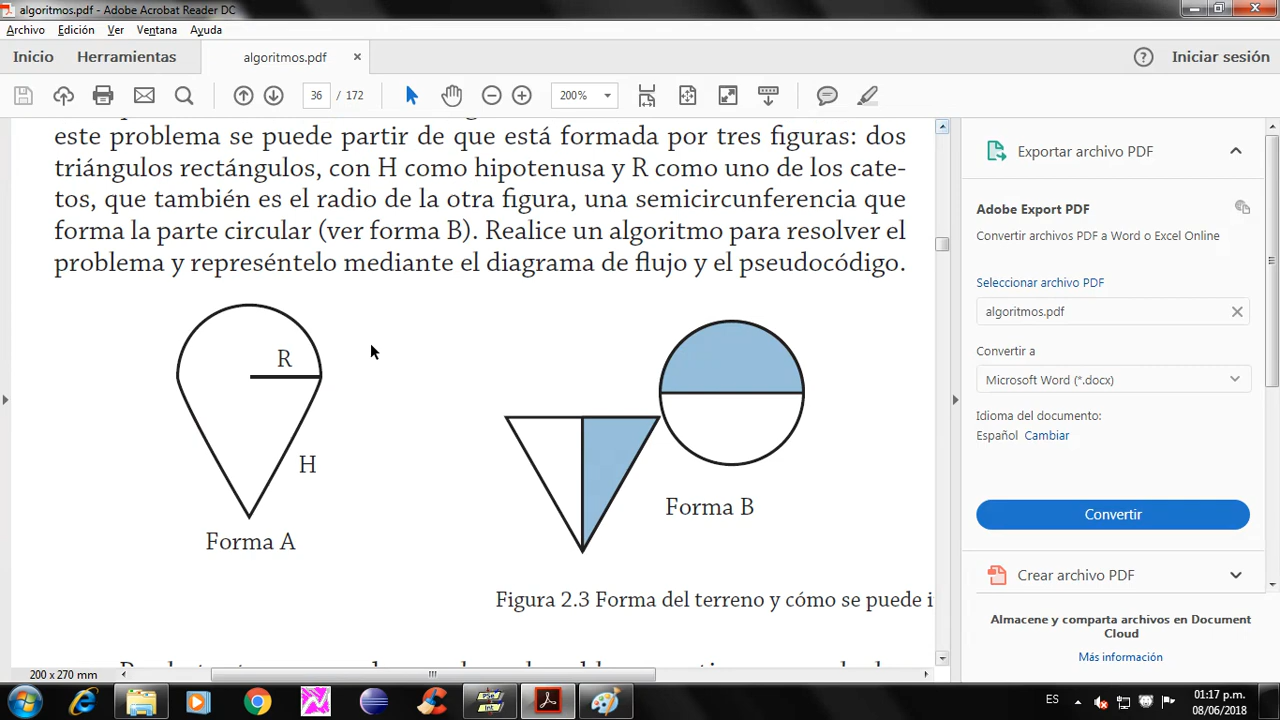 algoritmos.pdf - Adobe Acrobat Reader DC
Archivo Edición Ver Ventana Ayuda
Inicio Herramientas algoritmos.pdf × Iniciar sesión
36 / 172 200%
este problema se puede partir de que está formada por tres figuras: dos
triángulos rectángulos, con H como hipotenusa y R como uno de los cate-
tos, que también es el radio de la otra figura, una semicircunferencia que
forma la parte circular (ver forma B). Realice un algoritmo para resolver el
problema y represéntelo mediante el diagrama de flujo y el pseudocódigo.
R
H
Forma A
Forma B
Figura 2.3 Forma del terreno y cómo se puede i
200 x 270 mm
Exportar archivo PDF
Adobe Export PDF
Convertir archivos PDF a Word o Excel Online
Seleccionar archivo PDF
algoritmos.pdf
Convertir a
Microsoft Word (*.docx)
Idioma del documento:
Español Cambiar
Convertir
Crear archivo PDF
Almacene y comparta archivos en Document
Cloud
Más información
ES
01:17 p.m.
08/06/2018